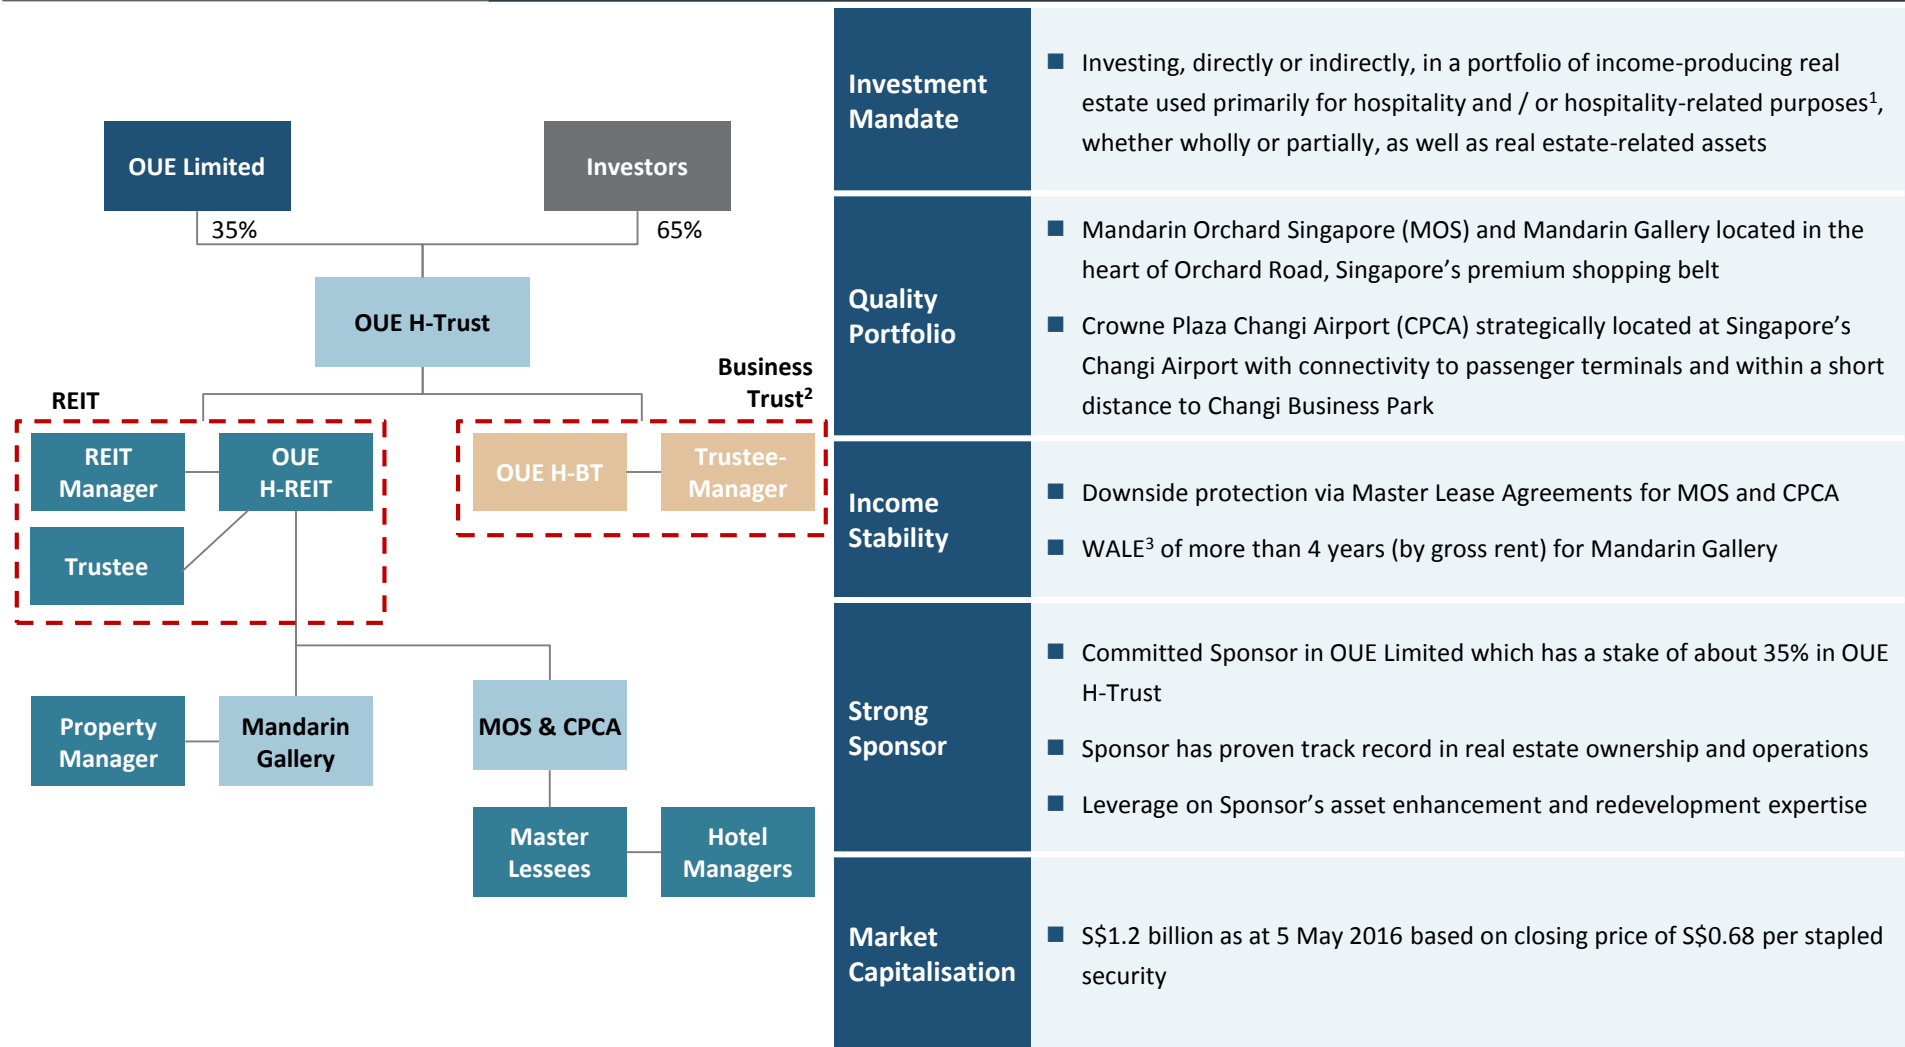 OUE Limited
Investors
35%
65%
OUE H-Trust
REIT
Business
Trust²
REIT
Manager
OUE
H-REIT
Trustee
OUE H-BT
Trustee-
Manager
Property
Manager
Mandarin
Gallery
MOS & CPCA
Master
Lessees
Hotel
Managers
Investment
Mandate
■ Investing, directly or indirectly, in a portfolio of income-producing real
estate used primarily for hospitality and / or hospitality-related purposes¹,
whether wholly or partially, as well as real estate-related assets
Quality
Portfolio
■ Mandarin Orchard Singapore (MOS) and Mandarin Gallery located in the
heart of Orchard Road, Singapore’s premium shopping belt
■ Crowne Plaza Changi Airport (CPCA) strategically located at Singapore’s
Changi Airport with connectivity to passenger terminals and within a short
distance to Changi Business Park
Income
Stability
■ Downside protection via Master Lease Agreements for MOS and CPCA
■ WALE³ of more than 4 years (by gross rent) for Mandarin Gallery
Strong
Sponsor
■ Committed Sponsor in OUE Limited which has a stake of about 35% in OUE
H-Trust
■ Sponsor has proven track record in real estate ownership and operations
■ Leverage on Sponsor’s asset enhancement and redevelopment expertise
Market
Capitalisation
■ S$1.2 billion as at 5 May 2016 based on closing price of S$0.68 per stapled
security